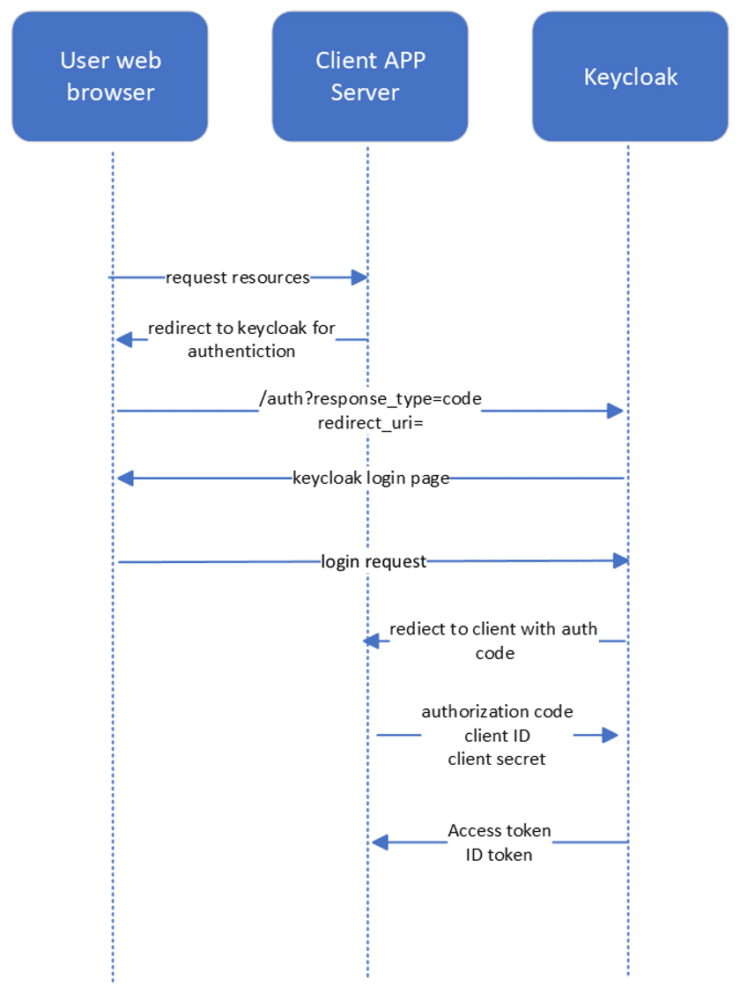 User web
browser
Client APP
Server
Keycloak
request resources
redirect to keycloak for
authentiction
/auth?response_type=code
redirect_uri=
keycloak login page
login request
rediect to client with auth
code
authorization code
client ID
client secret
Access token
ID token